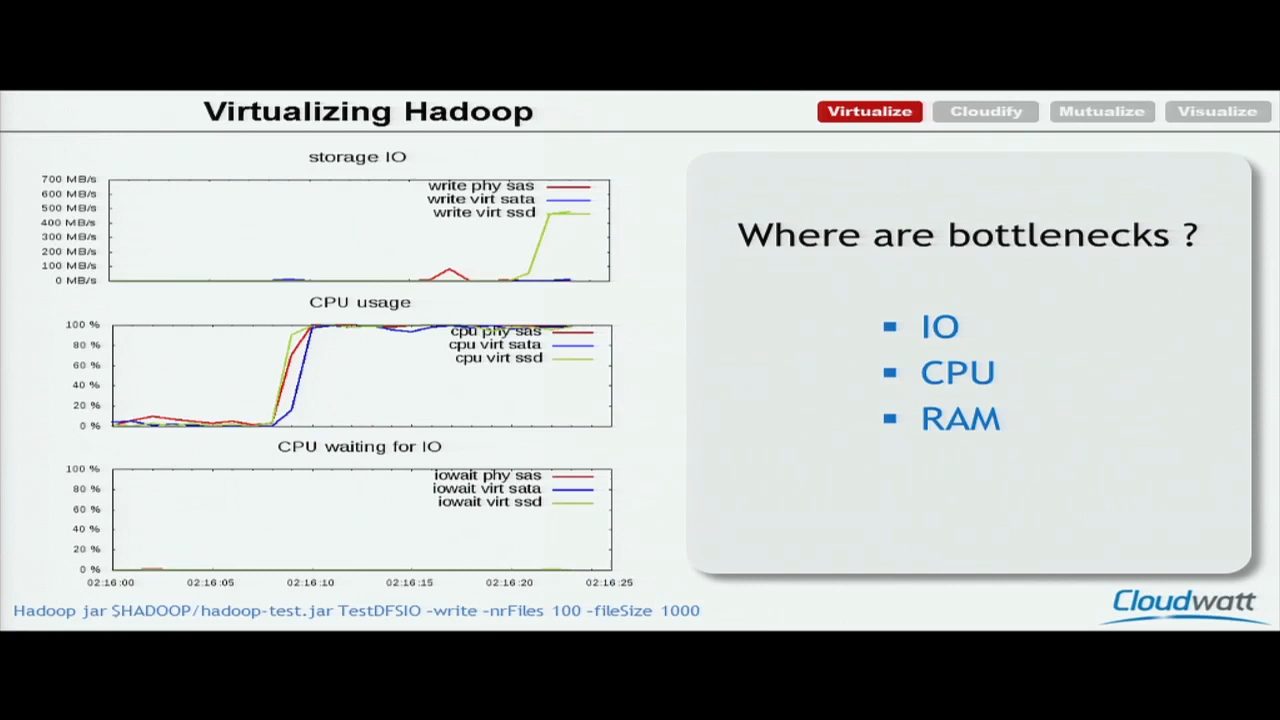 Virtualizing Hadoop
Virtualize
Cloudify
Mutualize
Visualize
storage IO
700 MB/s
600 MB/s
500 MB/s
400 MB/s
300 MB/s
200 MB/s
100 MB/s
0 MB/s
write phy sas
write virt sata
write virt ssd
CPU usage
100 %
80 %
60 %
40 %
20 %
0 %
cpu phy sas
cpu virt sata
cpu virt ssd
CPU waiting for IO
100 %
80 %
60 %
40 %
20 %
0 %
iowait phy sas
iowait virt sata
iowait virt ssd
02:16:00 02:16:05 02:16:10 02:16:15 02:16:20 02:16:25
Hadoop jar $HADOOP/hadoop-test.jar TestDFSIO -write -nrFiles 100 -fileSize 1000
Where are bottlenecks ?
IO
CPU
RAM
Cloudwatt